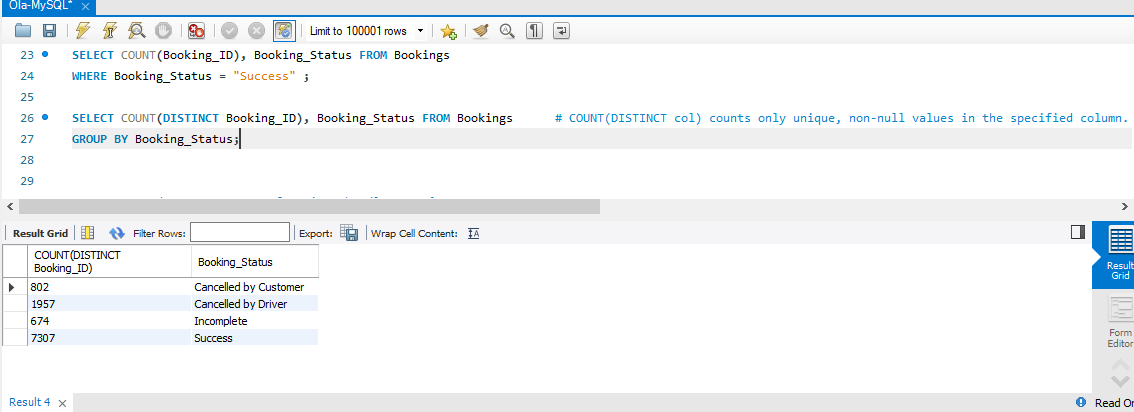 Ola-MySQL*
Limit to 100001 rows
23 SELECT COUNT(Booking_ID), Booking_Status FROM Bookings
24 WHERE Booking_Status = "Success" ;
25
26 SELECT COUNT(DISTINCT Booking_ID), Booking_Status FROM Bookings # COUNT(DISTINCT col) counts only unique, non-null values in the specified column.
27 GROUP BY Booking_Status;
28
29
Result Grid Filter Rows: Export: Wrap Cell Content:
COUNT(DISTINCT
Booking_ID) Booking_Status
802 Cancelled by Customer
1957 Cancelled by Driver
674 Incomplete
7307 Success
Result
Grid
Form
Editor
Result 4 Read Or